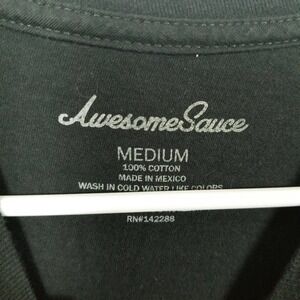 AwesomeSauce
MEDIUM
100% COTTON
MADE IN MEXICO
WASH IN COLD WATER LIKE COLORS
RN#142288